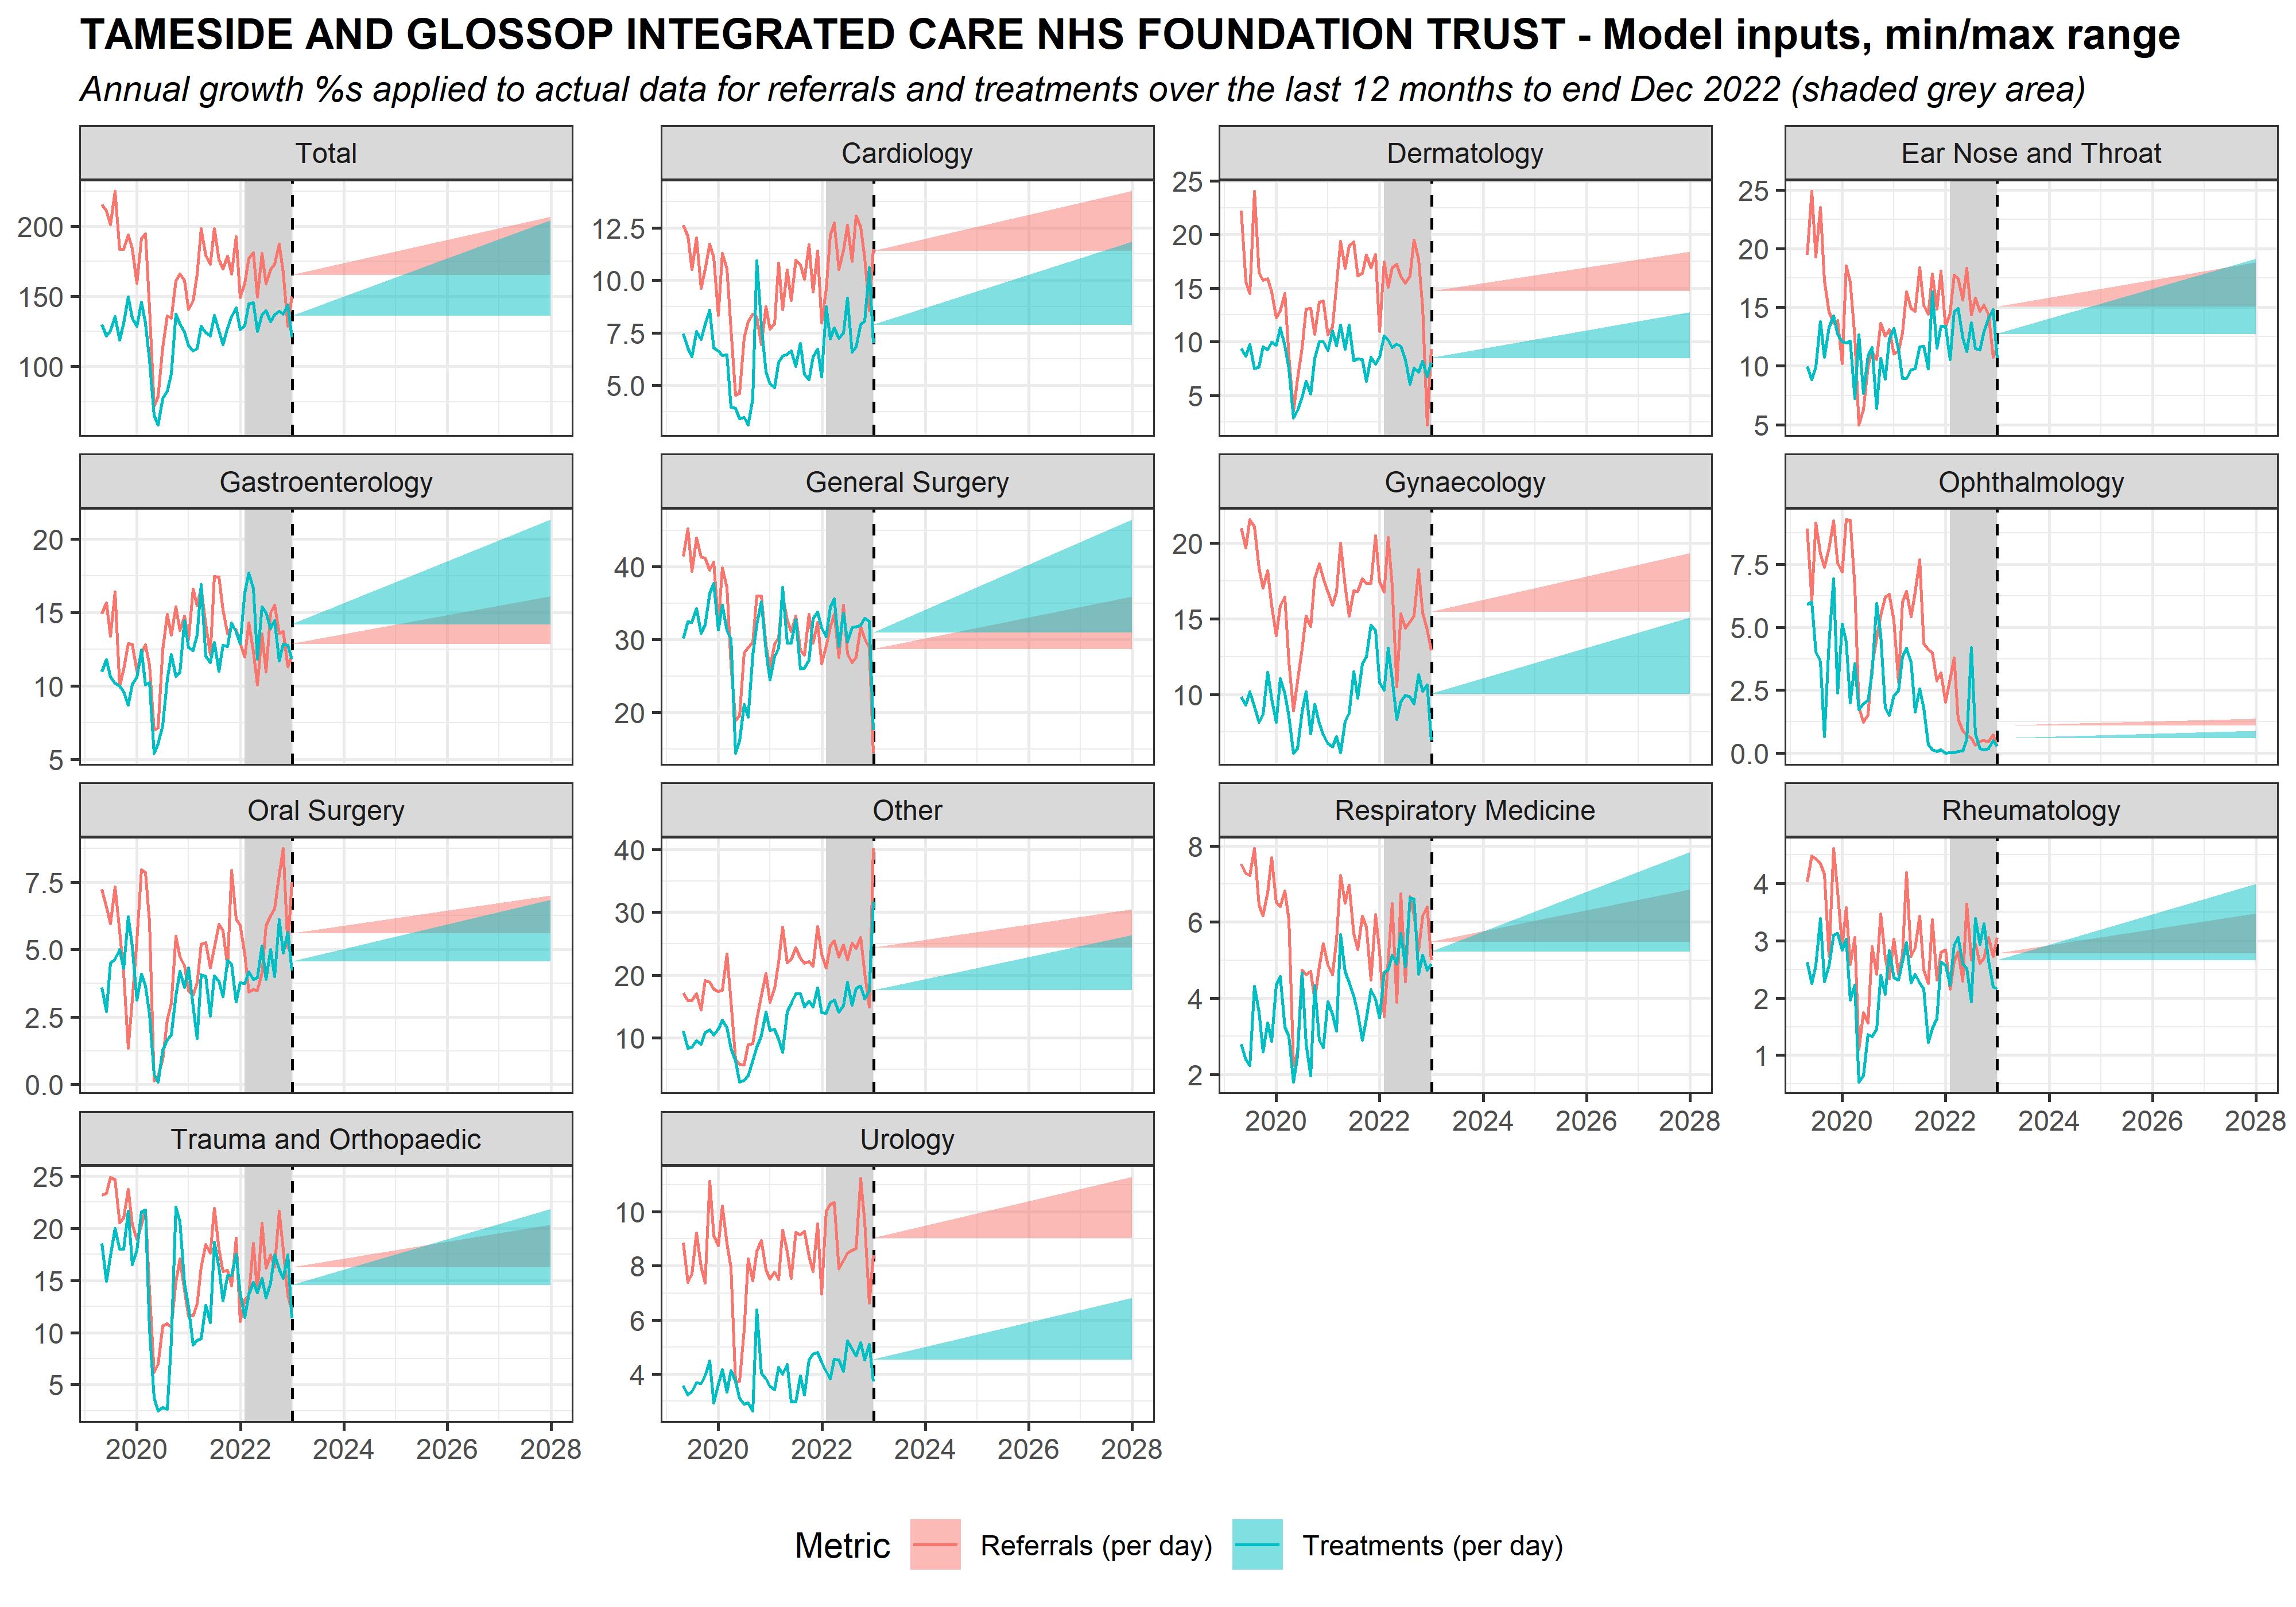 TAMESIDE AND GLOSSOP INTEGRATED CARE NHS FOUNDATION TRUST - Model inputs, min/max range
Annual growth %s applied to actual data for referrals and treatments over the last 12 months to end Dec 2022 (shaded grey area)
Total
200
150
100
Cardiology
12.5
10.0
7.5
5.0
Dermatology
25
20
15
10
5
Ear Nose and Throat
25
20
15
10
5
Gastroenterology
20
15
10
5
General Surgery
40
30
20
Gynaecology
20
15
10
Ophthalmology
7.5
5.0
2.5
0.0
Oral Surgery
7.5
5.0
2.5
0.0
Other
40
30
20
10
Respiratory Medicine
8
6
4
2
2020 2022 2024 2026 2028
Rheumatology
4
3
2
1
2020 2022 2024 2026 2028
Trauma and Orthopaedic
25
20
15
10
5
2020 2022 2024 2026 2028
Urology
10
8
6
4
2020 2022 2024 2026 2028
Metric Referrals (per day) Treatments (per day)